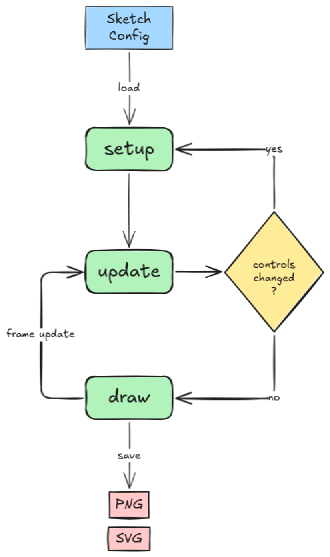 Sketch
Config
load
setup
yes
update
controls
changed
?
frame update
draw
no
save
PNG
SVG